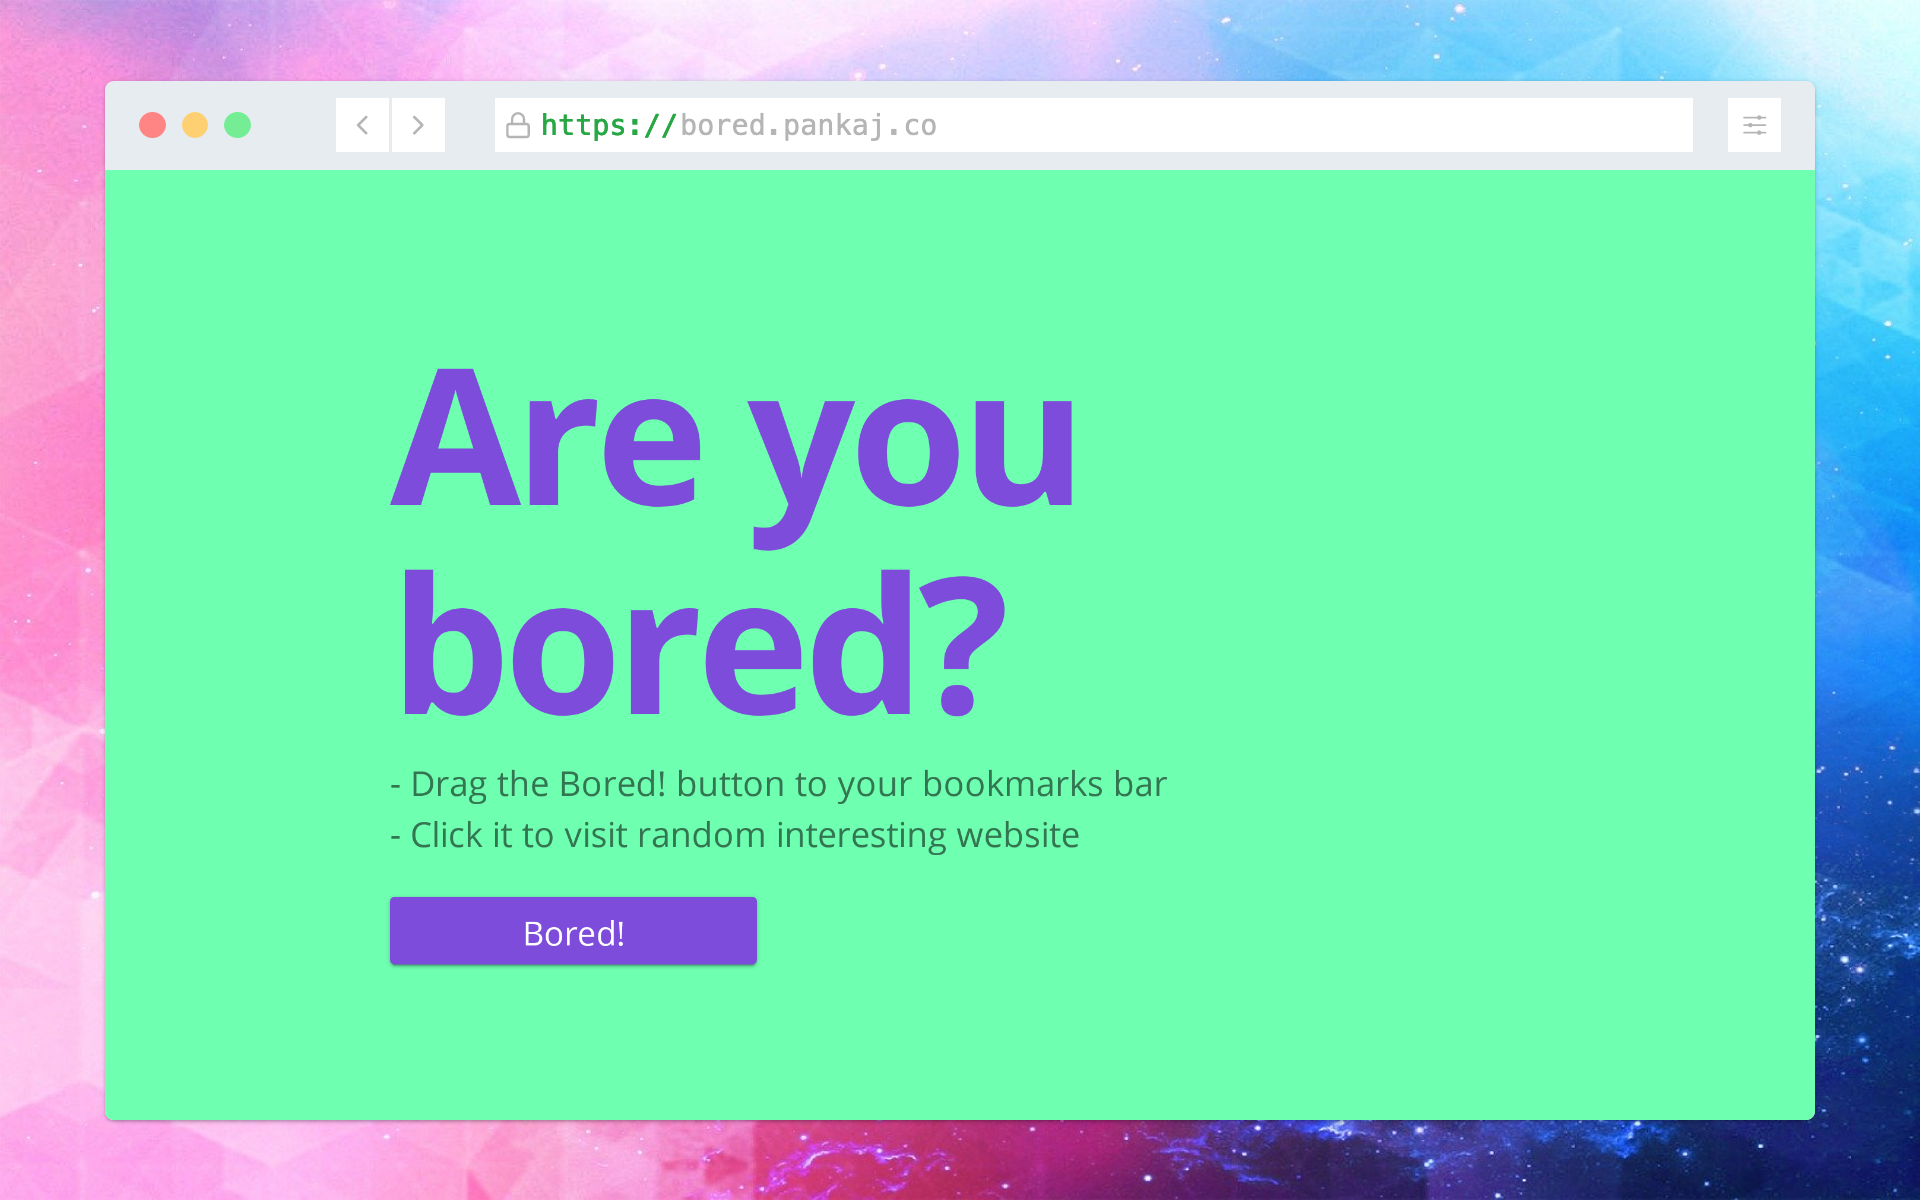 https://bored.pankaj.co
Are you
bored?
- Drag the Bored! button to your bookmarks bar
- Click it to visit random interesting website
Bored!